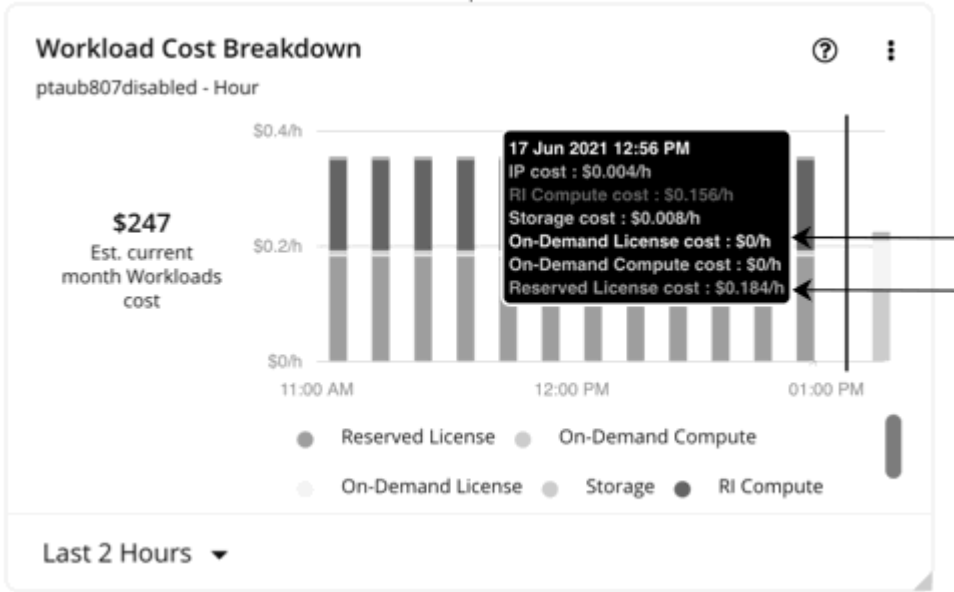 Workload Cost Breakdown
ptaub807disabled - Hour
$0.4/h
17 Jun 2021 12:56 PM
IP cost : $0.004/h
RI Compute cost : $0.156/h
Storage cost : $0.008/h
On-Demand License cost : $0/h
On-Demand Compute cost : $0/h
Reserved License cost : $0.184/h
$247
Est. current
month Workloads
cost
$0.2/h
$0/h
11:00 AM 12:00 PM 01:00 PM
Reserved License On-Demand Compute
On-Demand License Storage RI Compute
Last 2 Hours